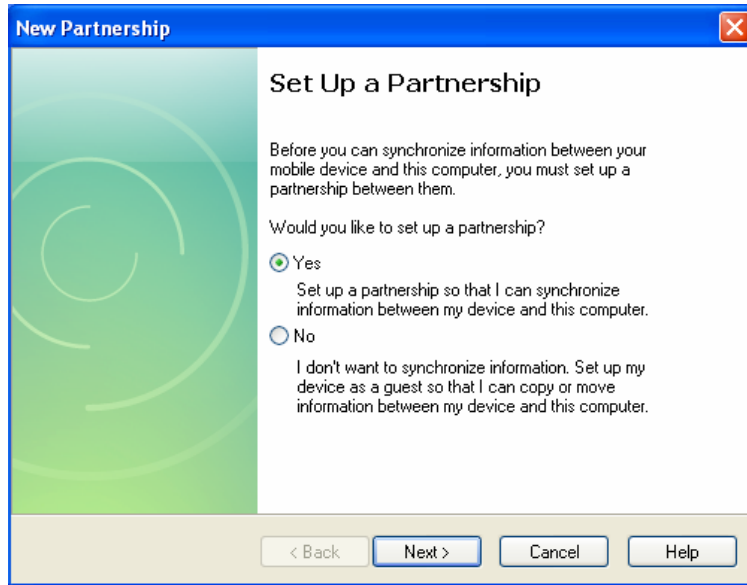 New Partnership
Set Up a Partnership
Before you can synchronize information between your
mobile device and this computer, you must set up a
partnership between them.
Would you like to set up a partnership?
Yes
Set up a partnership so that I can synchronize
information between my device and this computer.
No
I don't want to synchronize information. Set up my
device as a guest so that I can copy or move
information between my device and this computer.
< Back
Next >
Cancel
Help